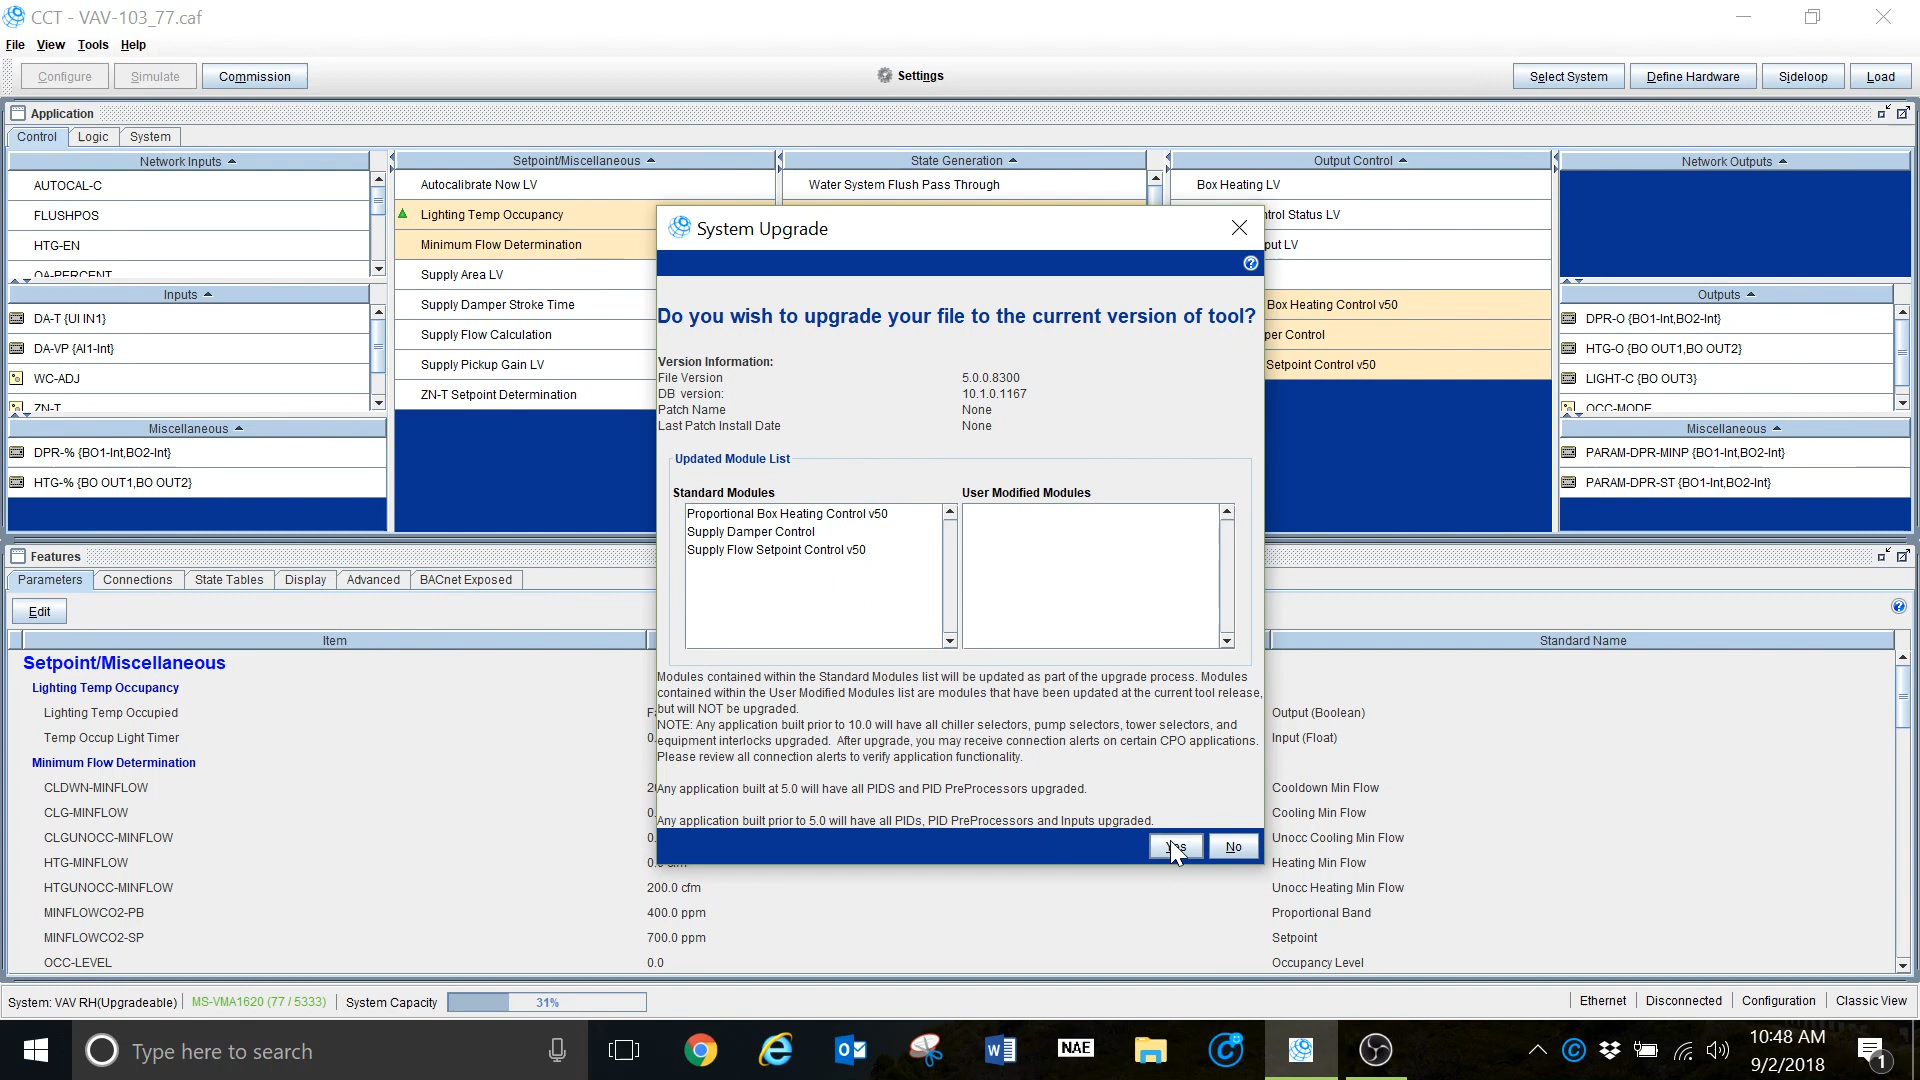 CCT - VAV-103_77.caf
File View Tools Help
Configure Simulate Commission
Settings
Select System Define Hardware Sideloop Load
Application
Control Logic System
Network Inputs
AUTOCAL-C
FLUSHPOS
HTG-EN
OA-PERCENT
Inputs
DA-T {UI IN1}
DA-VP {AI1-Int}
WC-ADJ
ZN-T
Miscellaneous
DPR-% {BO1-Int,BO2-Int}
HTG-% {BO OUT1,BO OUT2}
Setpoint/Miscellaneous
Autocalibrate Now LV
Lighting Temp Occupancy
Minimum Flow Determination
Supply Area LV
Supply Damper Stroke Time
Supply Flow Calculation
Supply Pickup Gain LV
ZN-T Setpoint Determination
State Generation
Water System Flush Pass Through
Output Control
Box Heating LV
trol Status LV
put LV
Box Heating Control v50
per Control
Setpoint Control v50
Network Outputs
Outputs
DPR-O {BO1-Int,BO2-Int}
HTG-O {BO OUT1,BO OUT2}
LIGHT-C {BO OUT3}
OCC-MODE
Miscellaneous
PARAM-DPR-MINP {BO1-Int,BO2-Int}
PARAM-DPR-ST {BO1-Int,BO2-Int}
System Upgrade
Do you wish to upgrade your file to the current version of tool?
Version Information:
File Version 5.0.0.8300
DB version: 10.1.0.1167
Patch Name None
Last Patch Install Date None
Updated Module List
Standard Modules User Modified Modules
Proportional Box Heating Control v50
Supply Damper Control
Supply Flow Setpoint Control v50
Modules contained within the Standard Modules list will be updated as part of the upgrade process. Modules
contained within the User Modified Modules list are modules that have been updated at the current tool release,
but will NOT be upgraded.
NOTE: Any application built prior to 10.0 will have all chiller selectors, pump selectors, tower selectors, and
equipment interlocks upgraded. After upgrade, you may receive connection alerts on certain CPO applications.
Please review all connection alerts to verify application functionality.
Any application built at 5.0 will have all PIDS and PID PreProcessors upgraded.
Any application built prior to 5.0 will have all PIDs, PID PreProcessors and Inputs upgraded.
Yes No
Features
Parameters Connections State Tables Display Advanced BACnet Exposed
Edit
Item Standard Name
Setpoint/Miscellaneous
Lighting Temp Occupancy
Lighting Temp Occupied Output (Boolean)
Temp Occup Light Timer Input (Float)
Minimum Flow Determination
CLDWN-MINFLOW Cooldown Min Flow
CLG-MINFLOW Cooling Min Flow
CLGUNOCC-MINFLOW Unocc Cooling Min Flow
HTG-MINFLOW Heating Min Flow
HTGUNOCC-MINFLOW 200.0 cfm Unocc Heating Min Flow
MINFLOWCO2-PB 400.0 ppm Proportional Band
MINFLOWCO2-SP 700.0 ppm Setpoint
OCC-LEVEL 0.0 Occupancy Level
System: VAV RH(Upgradeable) MS-VMA1620 (77 / 5333) System Capacity 31% Ethernet Disconnected Configuration Classic View
Type here to search
NAE
10:48 AM
9/2/2018
1